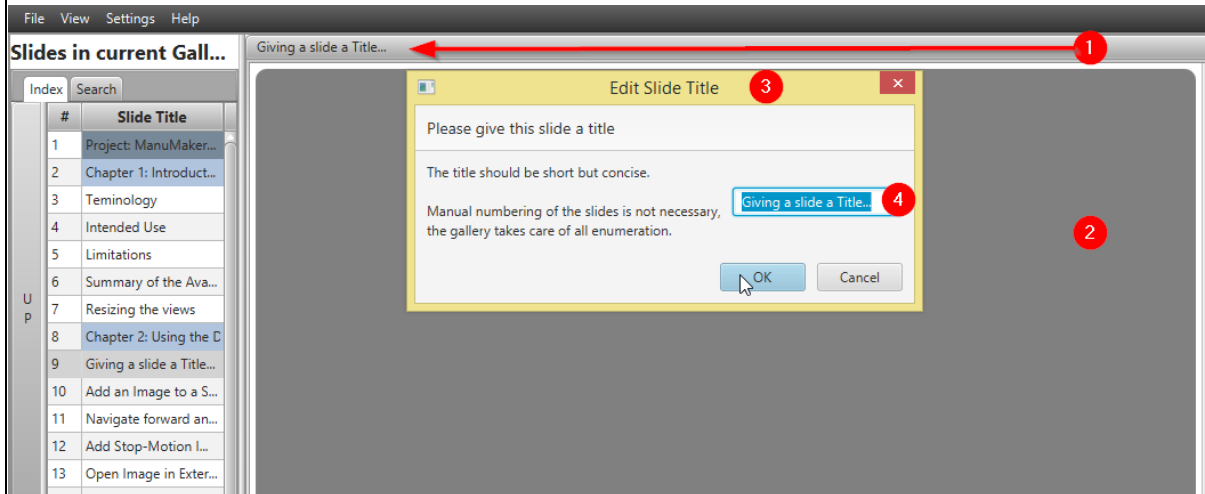 File View Settings Help
Slides in current Gall...
Giving a slide a Title...
1
Index Search
# Slide Title
1 Project: ManuMaker...
2 Chapter 1: Introduct...
3 Teminology
4 Intended Use
5 Limitations
6 Summary of the Ava...
7 Resizing the views
8 Chapter 2: Using the D
9 Giving a slide a Title...
10 Add an Image to a S...
11 Navigate forward an...
12 Add Stop-Motion I...
13 Open Image in Exter...
U
P
Edit Slide Title 3
Please give this slide a title
The title should be short but concise.
Manual numbering of the slides is not necessary,
the gallery takes care of all enumeration.
Giving a slide a Title... 4
OK Cancel
2